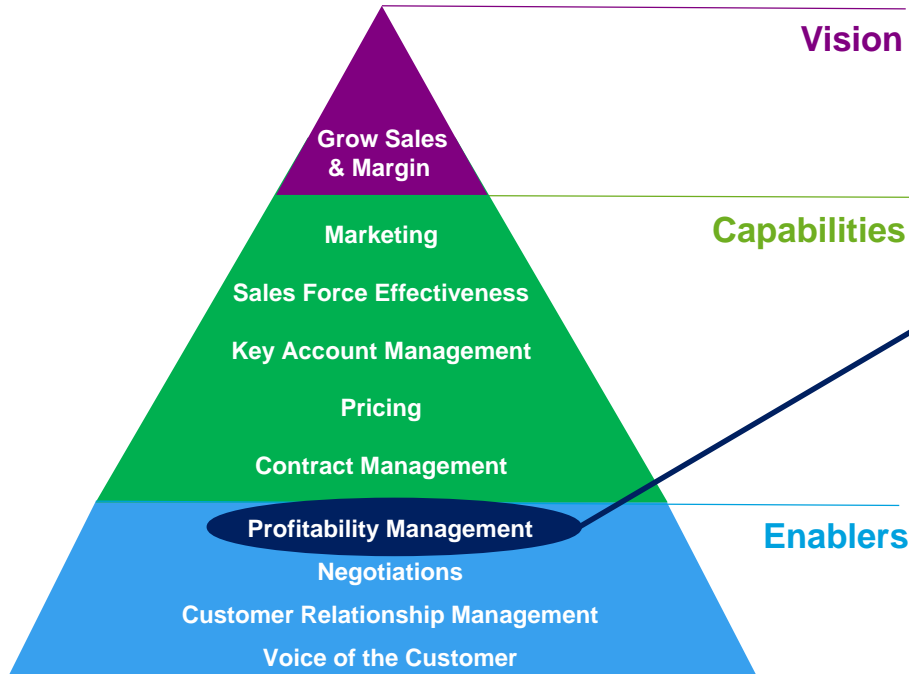 Vision
Grow Sales
& Margin
Capabilities
Marketing
Sales Force Effectiveness
Key Account Management
Pricing
Contract Management
Enablers
Profitability Management
Negotiations
Customer Relationship Management
Voice of the Customer